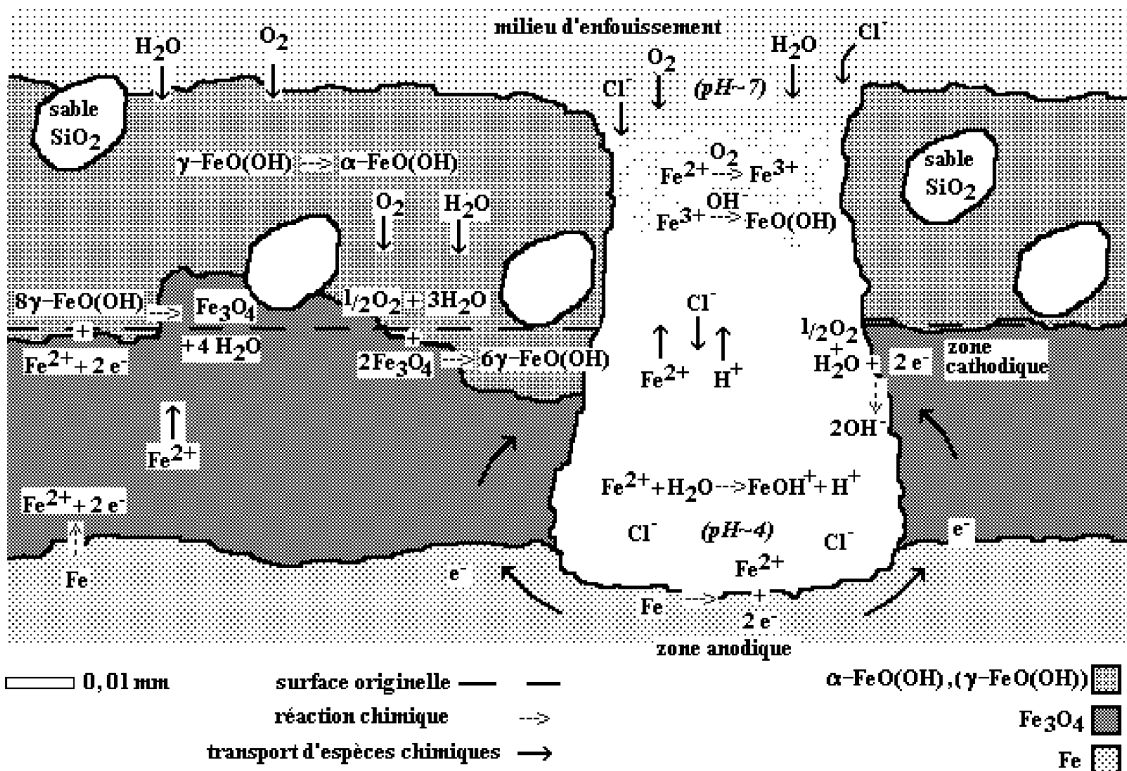 milieu d'enfouissement
H₂O
O₂
Cl⁻
O₂
(pH~7)
H₂O
Cl⁻
sable
SiO₂
γ-FeO(OH) ---> α-FeO(OH)
O₂
Fe²⁺ ---> Fe³⁺
OH⁻
Fe³⁺ ---> FeO(OH)
sable
SiO₂
O₂
H₂O
8γ-FeO(OH)
+
Fe²⁺ + 2 e⁻
--->
Fe₃O₄
+4 H₂O
1/2O₂ + 3H₂O
+
2Fe₃O₄ ---> 6γ-FeO(OH)
Cl⁻
Fe²⁺
H⁺
1/2O₂
+
H₂O +
2 e⁻
2OH⁻
zone
cathodique
Fe²⁺
Fe²⁺ + 2 e⁻
Fe
Fe²⁺+H₂O --->FeOH⁺+ H⁺
Cl⁻
(pH~4)
Cl⁻
e⁻
e⁻
Fe --->
Fe²⁺
+
2 e⁻
zone anodique
0,01 mm
surface originelle
réaction chimique --->
transport d'espèces chimiques →
α-FeO(OH),(γ-FeO(OH))
Fe₃O₄
Fe